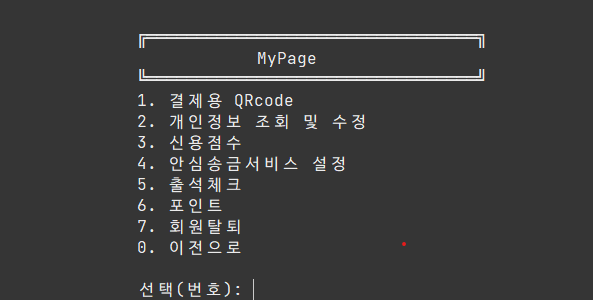 MyPage
1. 결제용 QRcode
2. 개인정보 조회 및 수정
3. 신용점수
4. 안심송금서비스 설정
5. 출석체크
6. 포인트
7. 회원탈퇴
0. 이전으로
선택(번호):